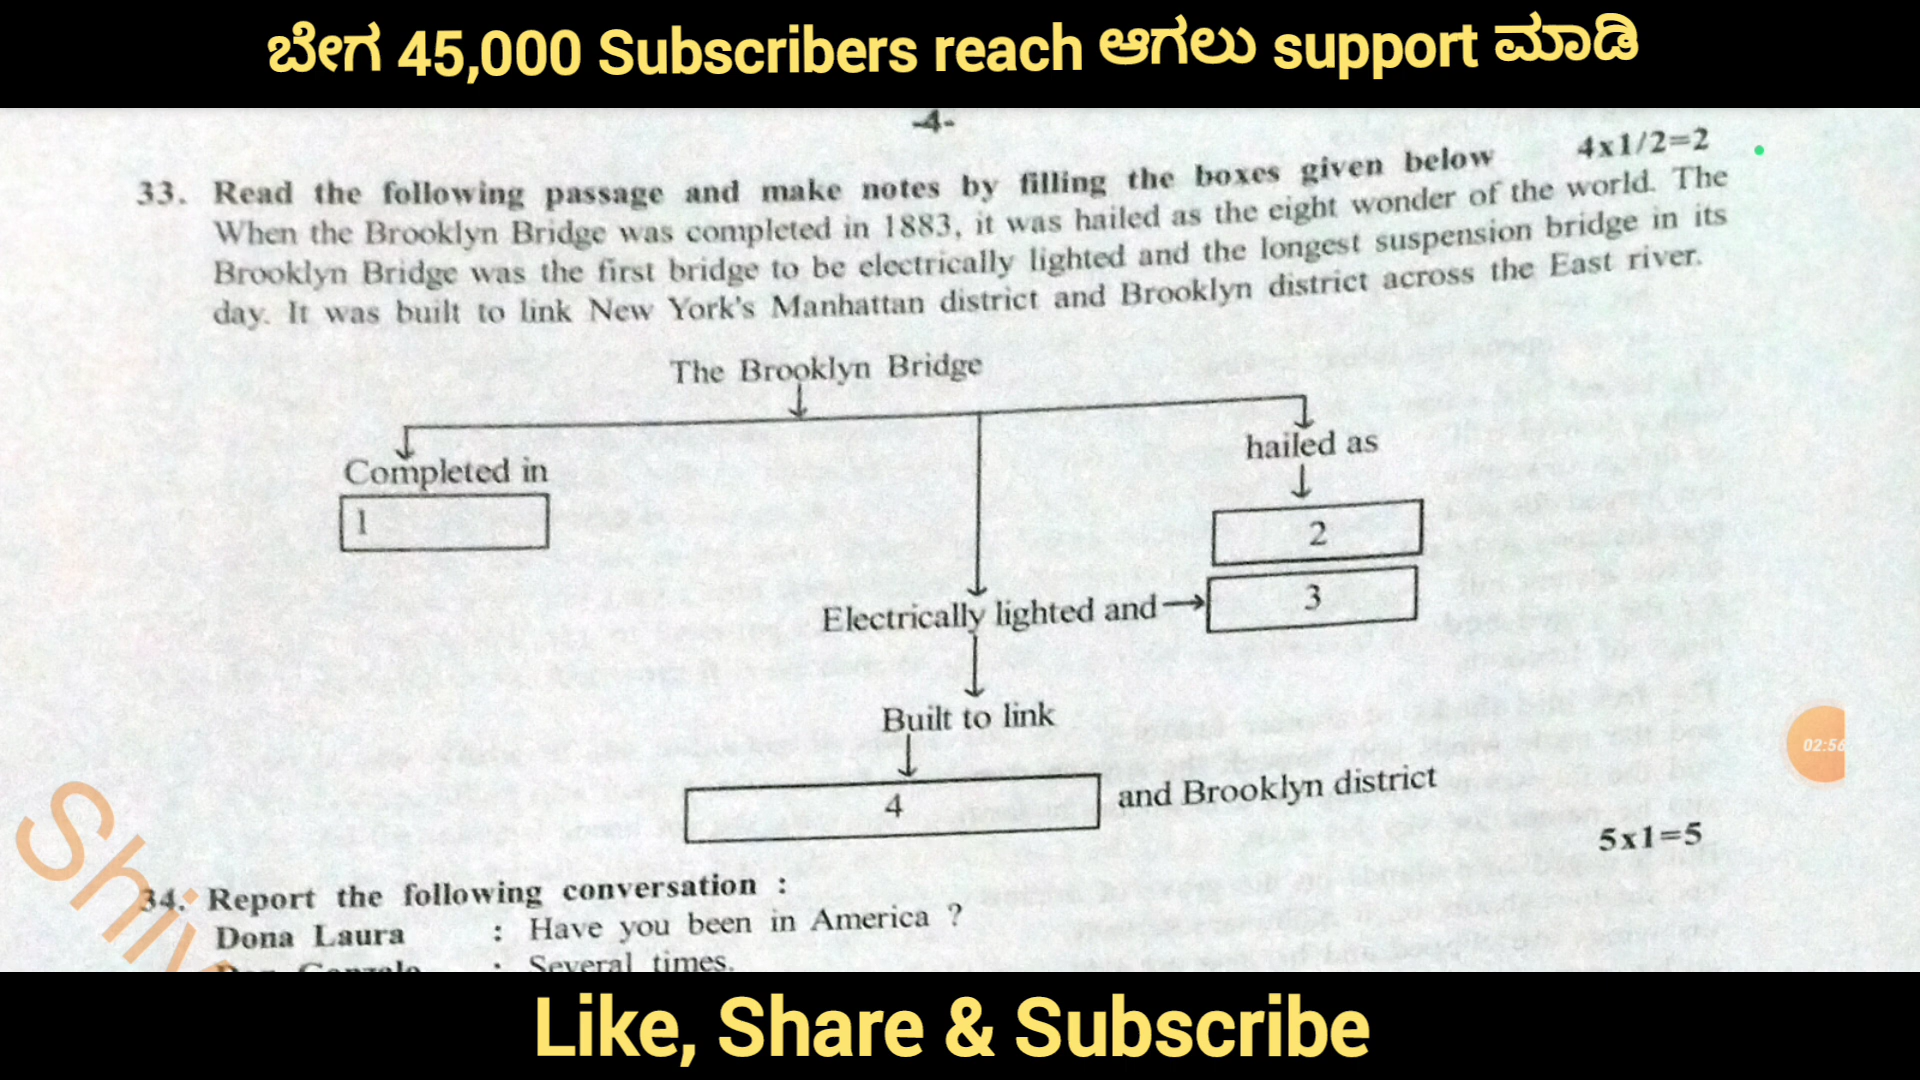 ಬೇಗ 45,000 Subscribers reach ಆಗಲು support ಮಾಡಿ
-4-
33. Read the following passage and make notes by filling the boxes given below 4x1/2=2
When the Brooklyn Bridge was completed in 1883, it was hailed as the eight wonder of the world. The
Brooklyn Bridge was the first bridge to be electrically lighted and the longest suspension bridge in its
day. It was built to link New York's Manhattan district and Brooklyn district across the East river.
The Brooklyn Bridge
hailed as
Completed in
1
2
Electrically lighted and
3
Built to link
02:56
4 and Brooklyn district
5x1=5
34. Report the following conversation :
Dona Laura : Have you been in America ?
Don Gonzalo : Several times.
Like, Share & Subscribe